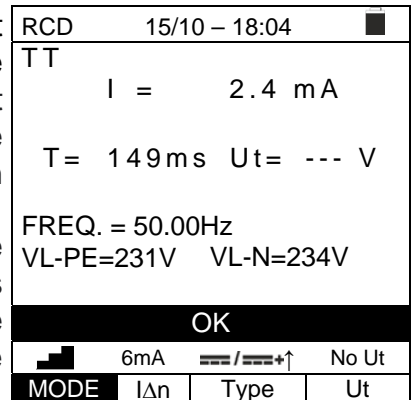 RCD 15/10 – 18:04
TT
I = 2.4 mA
T= 149ms Ut= --- V
FREQ. = 50.00Hz
VL-PE=231V VL-N=234V
OK
6mA / +↑ No Ut
MODE IΔn Type Ut